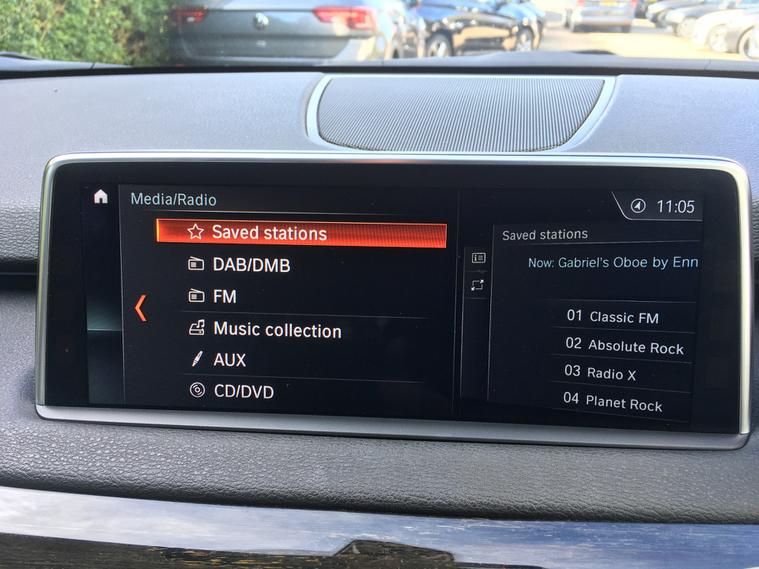 Media/Radio
11:05
Saved stations
DAB/DMB
FM
Music collection
AUX
CD/DVD
Saved stations
Now: Gabriel's Oboe by Enn
01 Classic FM
02 Absolute Rock
03 Radio X
04 Planet Rock